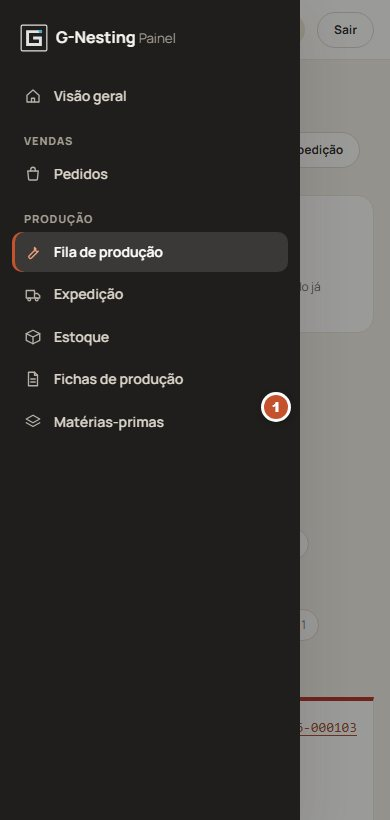 G-Nesting Painel
Sair
Visão geral
VENDAS
Pedidos
PRODUÇÃO
Fila de produção
Expedição
Estoque
Fichas de produção
1
Matérias-primas
1